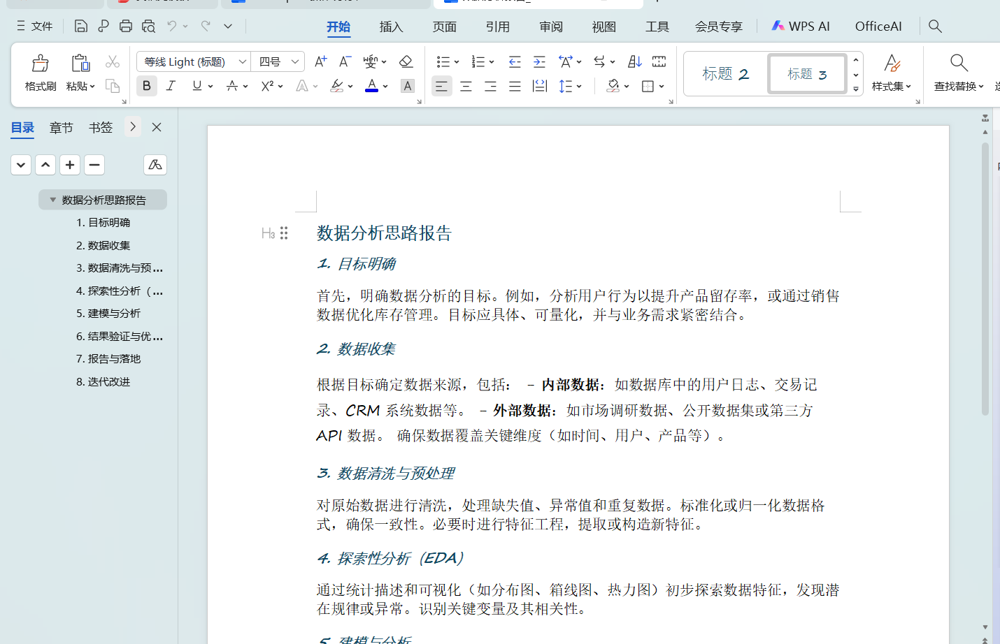 文件
开始
插入
页面
引用
审阅
视图
工具
会员专享
WPS AI
OfficeAI
格式刷
粘贴
等线 Light (标题)
四号
A+
A-
wén
B
I
U
A
X²
A
A
A
标题 2
标题 3
样式集
查找替换
目录
章节
书签
数据分析思路报告
1. 目标明确
2. 数据收集
3. 数据清洗与预...
4. 探索性分析（...
5. 建模与分析
6. 结果验证与优...
7. 报告与落地
8. 迭代改进
H3
数据分析思路报告
1. 目标明确
首先，明确数据分析的目标。例如，分析用户行为以提升产品留存率，或通过销售
数据优化库存管理。目标应具体、可量化，并与业务需求紧密结合。
2. 数据收集
根据目标确定数据来源，包括： - 内部数据：如数据库中的用户日志、交易记
录、CRM 系统数据等。 - 外部数据：如市场调研数据、公开数据集或第三方
API 数据。 确保数据覆盖关键维度（如时间、用户、产品等）。
3. 数据清洗与预处理
对原始数据进行清洗，处理缺失值、异常值和重复数据。标准化或归一化数据格
式，确保一致性。必要时进行特征工程，提取或构造新特征。
4. 探索性分析（EDA）
通过统计描述和可视化（如分布图、箱线图、热力图）初步探索数据特征，发现潜
在规律或异常。识别关键变量及其相关性。
5. 建模与分析